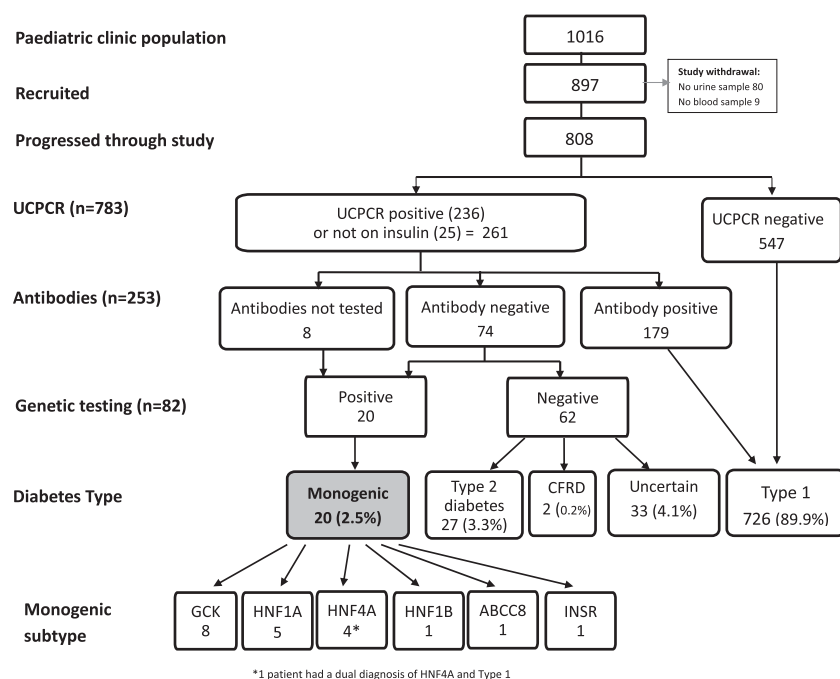 Paediatric clinic population
1016
Recruited
897
Study withdrawal:
No urine sample 80
No blood sample 9
Progressed through study
808
UCPCR (n=783)
UCPCR positive (236)
or not on insulin (25) = 261
UCPCR negative
547
Antibodies (n=253)
Antibodies not tested
8
Antibody negative
74
Antibody positive
179
Genetic testing (n=82)
Positive
20
Negative
62
Diabetes Type
Monogenic
20 (2.5%)
Type 2
diabetes
27 (3.3%)
CFRD
2 (0.2%)
Uncertain
33 (4.1%)
Type 1
726 (89.9%)
Monogenic
subtype
GCK
8
HNF1A
5
HNF4A
4*
HNF1B
1
ABCC8
1
INSR
1
*1 patient had a dual diagnosis of HNF4A and Type 1